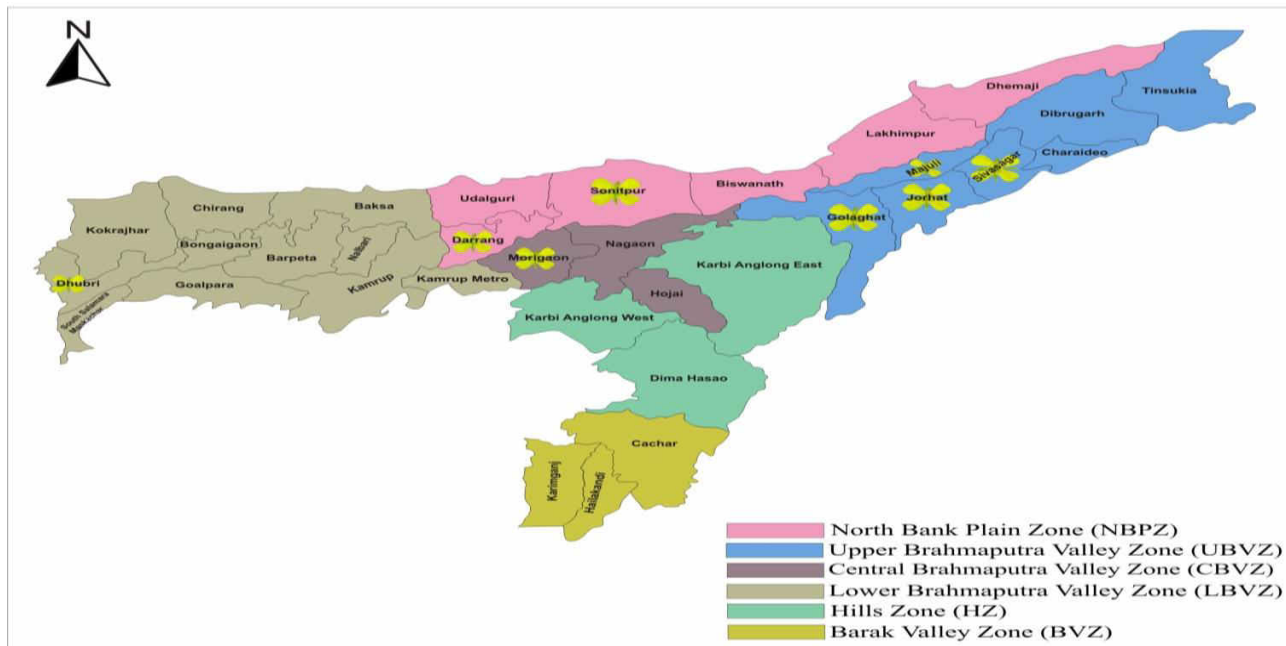 N
Dhemaji
Tinsukia
Dibrugarh
Lakhimpur
Charaideo
Majuli
Sivasagar
Jorhat
Golaghat
Biswanath
Sonitpur
Udalguri
Darrang
Baksa
Chirang
Kokrajhar
Bongaigaon
Nalbari
Barpeta
Dhubri
Goalpara
South Salamara
Mankachar
Kamrup
Kamrup Metro
Morigaon
Nagaon
Hojai
Karbi Anglong East
Karbi Anglong West
Dima Hasao
Cachar
Karimganj
Hailakandi
North Bank Plain Zone (NBPZ)
Upper Brahmaputra Valley Zone (UBVZ)
Central Brahmaputra Valley Zone (CBVZ)
Lower Brahmaputra Valley Zone (LBVZ)
Hills Zone (HZ)
Barak Valley Zone (BVZ)